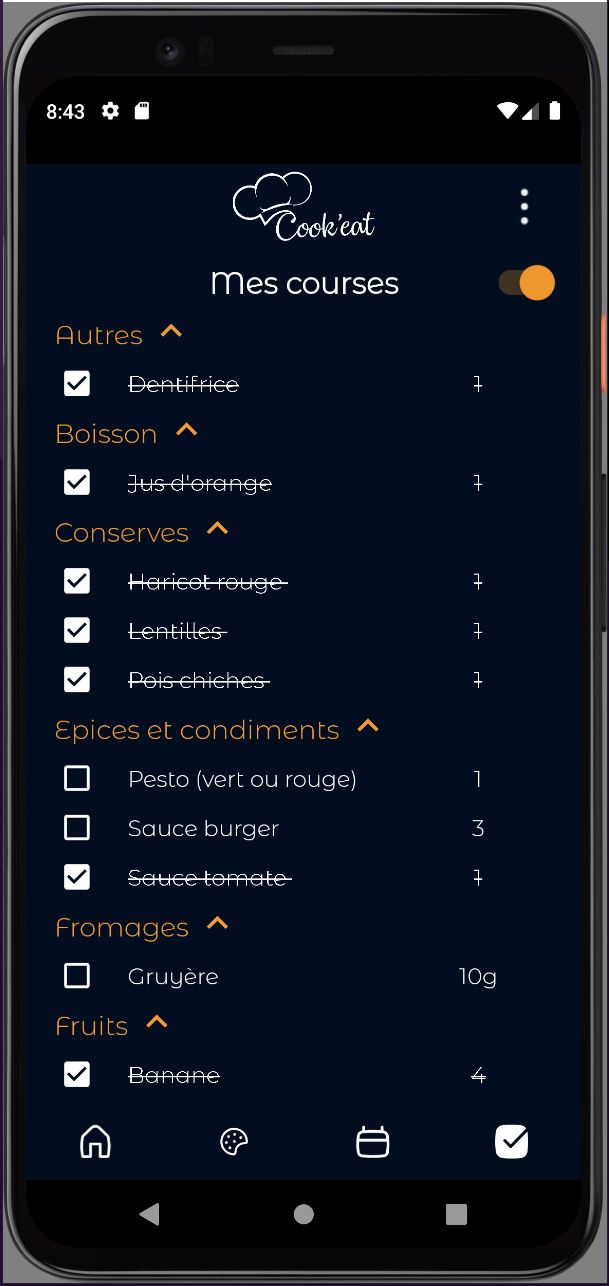 8:43
Cook'eat
Mes courses
Autres
Dentifrice 1
Boisson
Jus d'orange 1
Conserves
Haricot rouge 1
Lentilles 1
Pois chiches 1
Epices et condiments
Pesto (vert ou rouge) 1
Sauce burger 3
Sauce tomate 1
Fromages
Gruyère 10g
Fruits
Banane 4